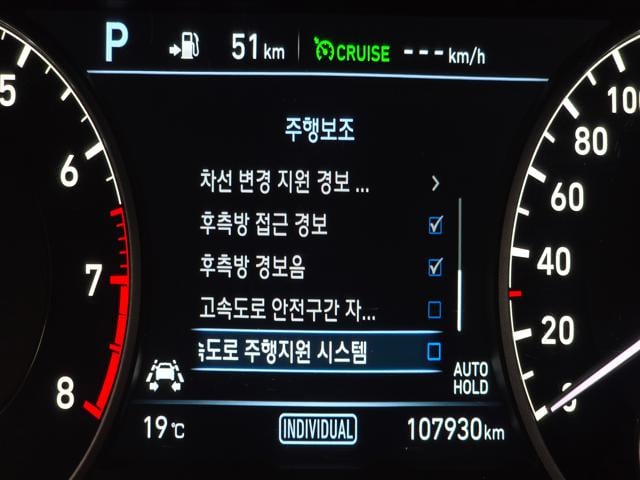 P 51 km CRUISE --- km/h
주행보조
차선 변경 지원 경보 ... >
후측방 접근 경보
후측방 경보음
고속도로 안전구간 자...
속도로 주행지원 시스템
AUTO
HOLD
19 ℃ INDIVIDUAL 107930 km
5
6
7
8
100
80
60
40
20
0